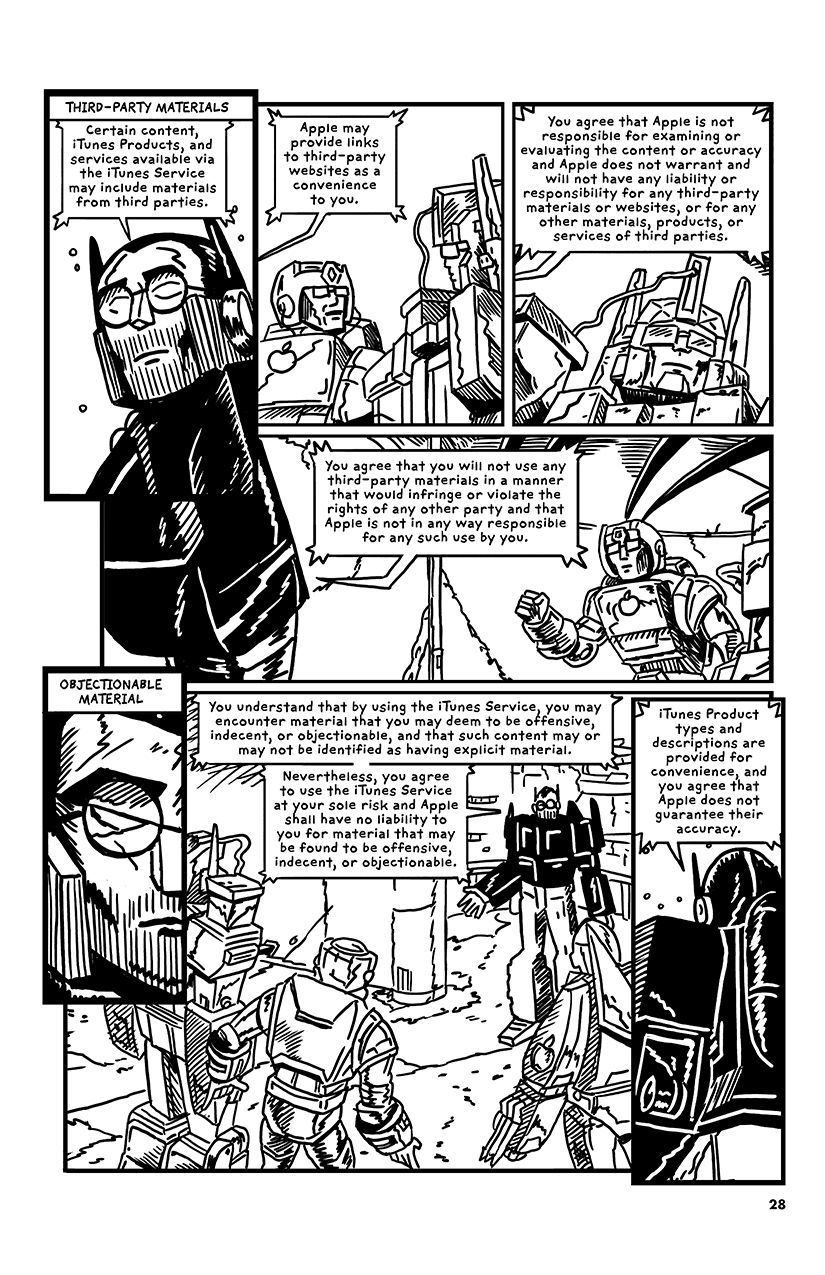 THIRD-PARTY MATERIALS
Certain content,
iTunes Products, and
services available via
the iTunes Service
may include materials
from third parties.
Apple may
provide links
to third-party
websites as a
convenience
to you.
You agree that Apple is not
responsible for examining or
evaluating the content or accuracy
and Apple does not warrant and
will not have any liability or
responsibility for any third-party
materials or websites, or for any
other materials, products, or
services of third parties.
You agree that you will not use any
third-party materials in a manner
that would infringe or violate the
rights of any other party and that
Apple is not in any way responsible
for any such use by you.
OBJECTIONABLE
MATERIAL
You understand that by using the iTunes Service, you may
encounter material that you may deem to be offensive,
indecent, or objectionable, and that such content may or
may not be identified as having explicit material.
Nevertheless, you agree
to use the iTunes Service
at your sole risk and Apple
shall have no liability to
you for material that may
be found to be offensive,
indecent, or objectionable.
iTunes Product
types and
descriptions are
provided for
convenience, and
you agree that
Apple does not
guarantee their
accuracy.
28